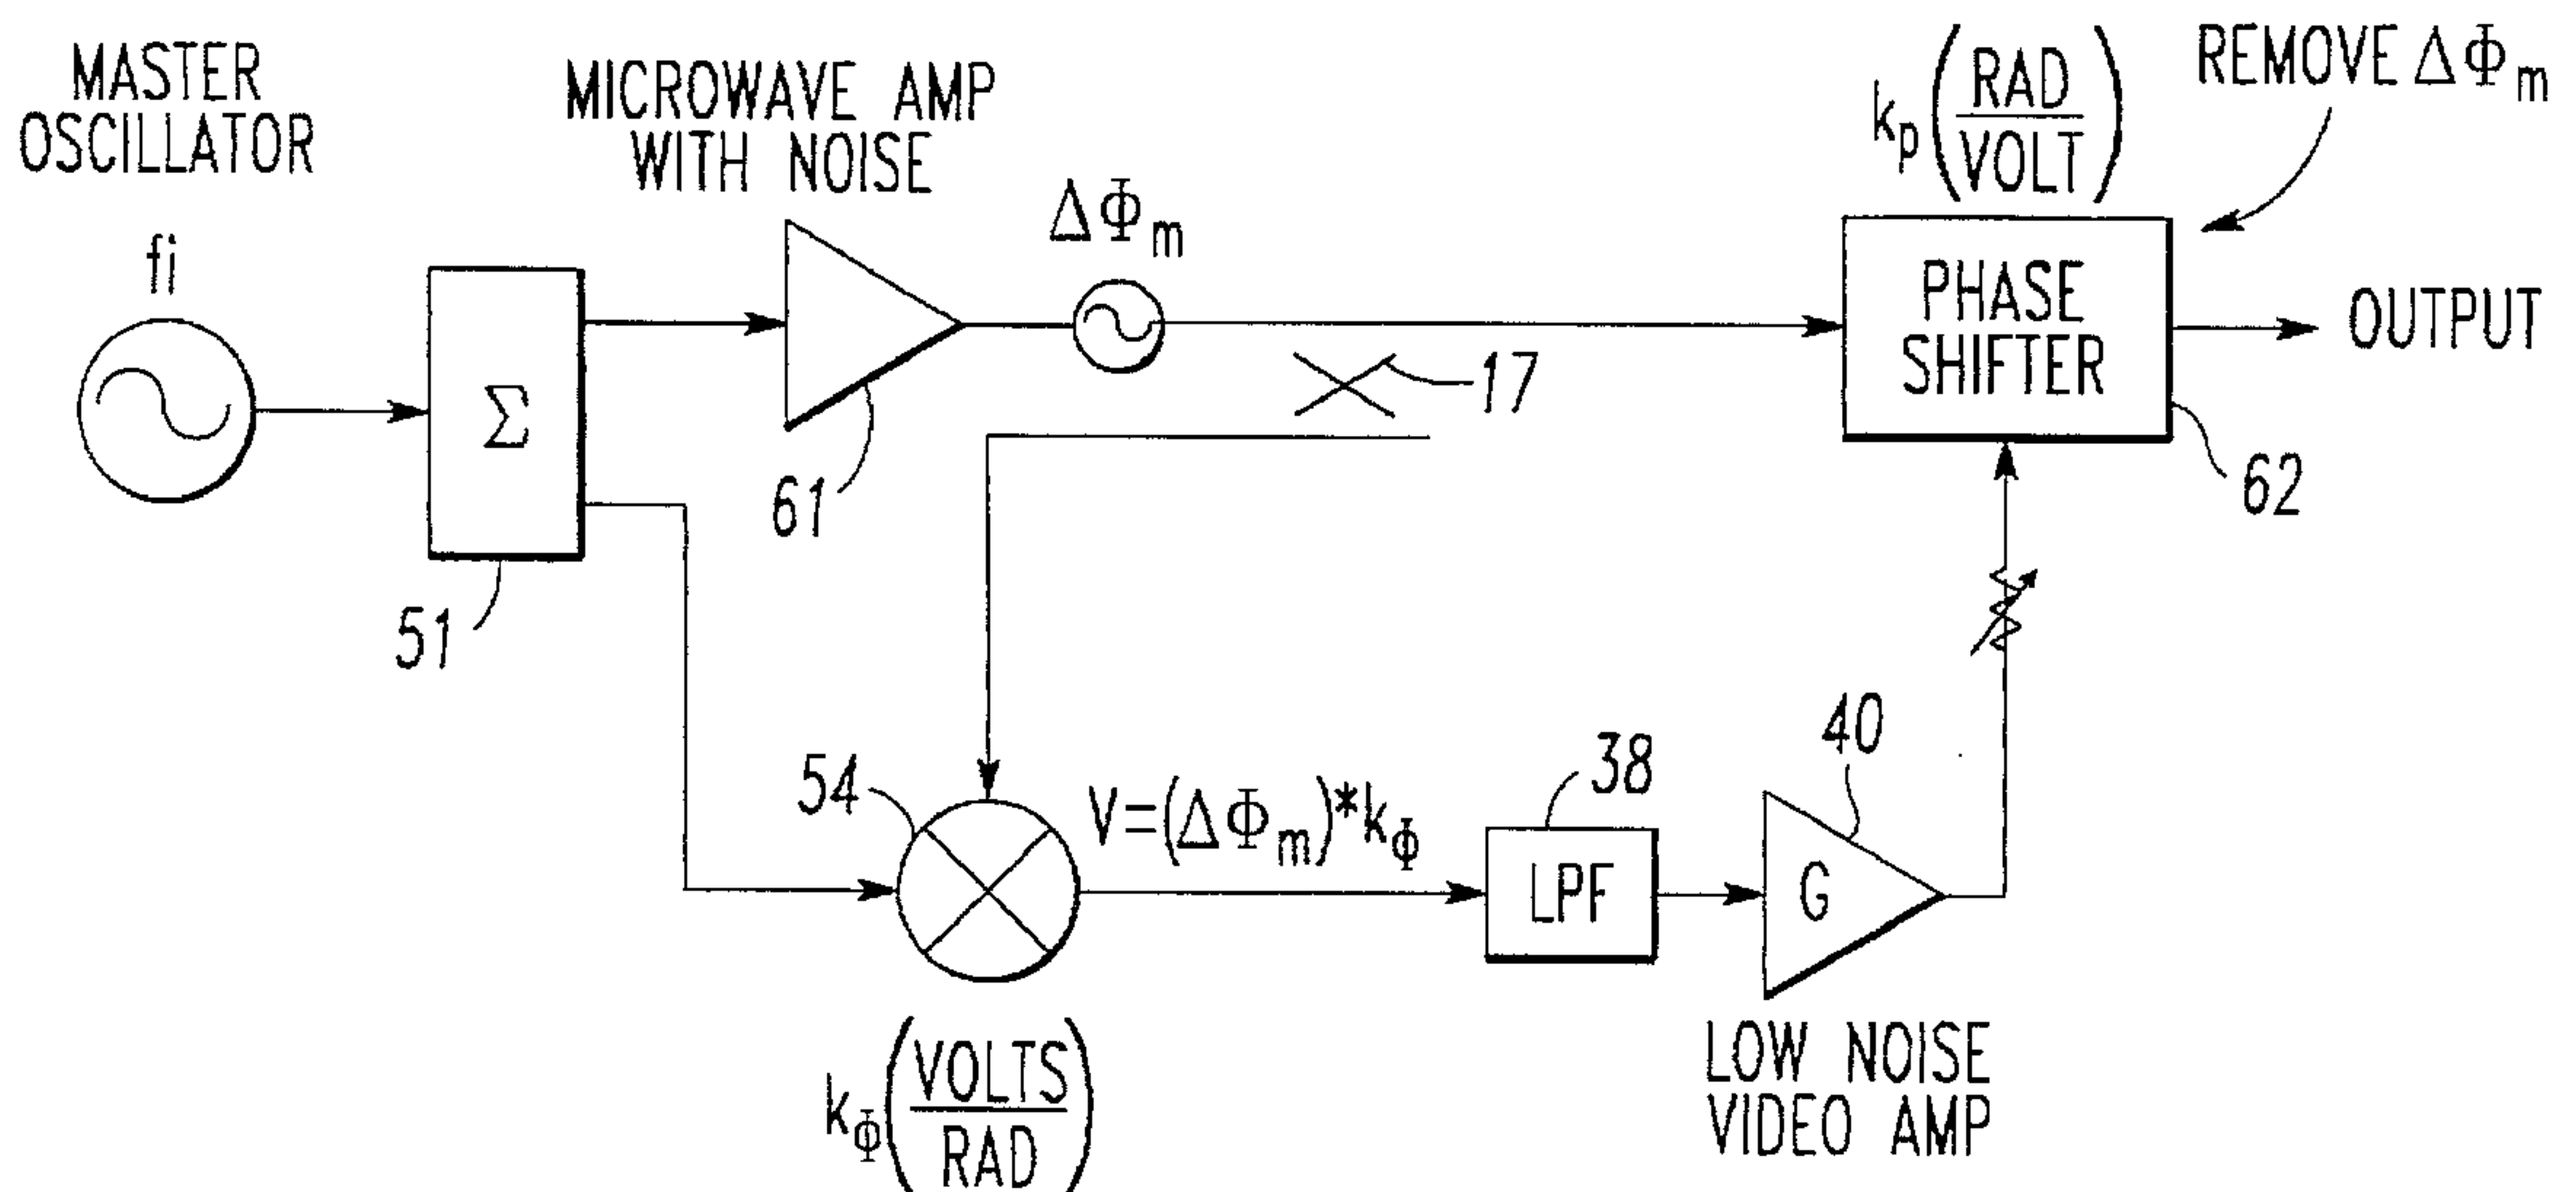 MASTER
OSCILLATOR
fi
MICROWAVE AMP
WITH NOISE
ΔΦm
kp (RAD/VOLT)
REMOVE ΔΦm
Σ
51
61
17
PHASE
SHIFTER
62
OUTPUT
54
V=(ΔΦm)*kΦ
kΦ (VOLTS/RAD)
38
LPF
40
G
LOW NOISE
VIDEO AMP